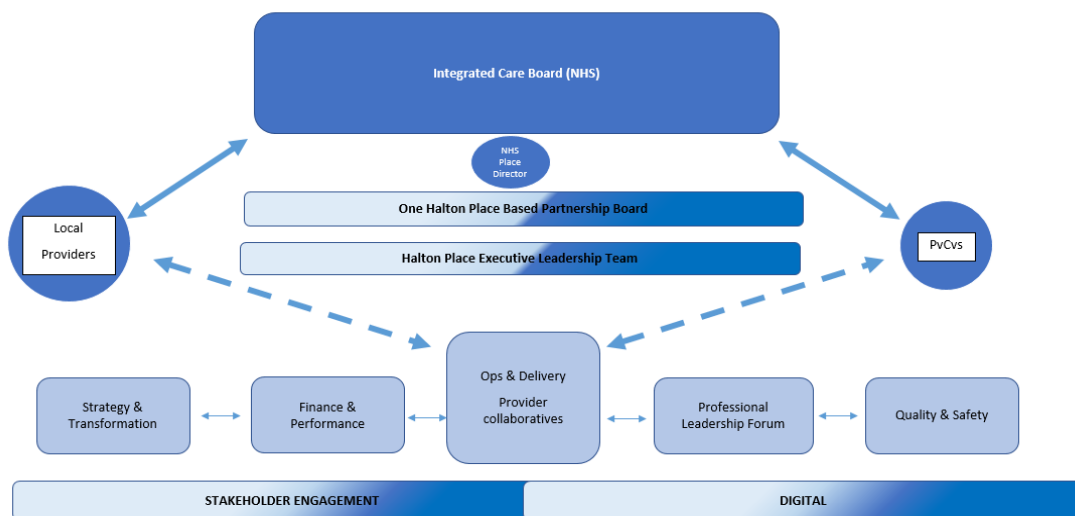 Integrated Care Board (NHS)
NHS
Place
Director
One Halton Place Based Partnership Board
Local
Providers
PvCvs
Halton Place Executive Leadership Team
Strategy &
Transformation
Finance &
Performance
Ops & Delivery
Provider
collaboratives
Professional
Leadership Forum
Quality & Safety
STAKEHOLDER ENGAGEMENT
DIGITAL